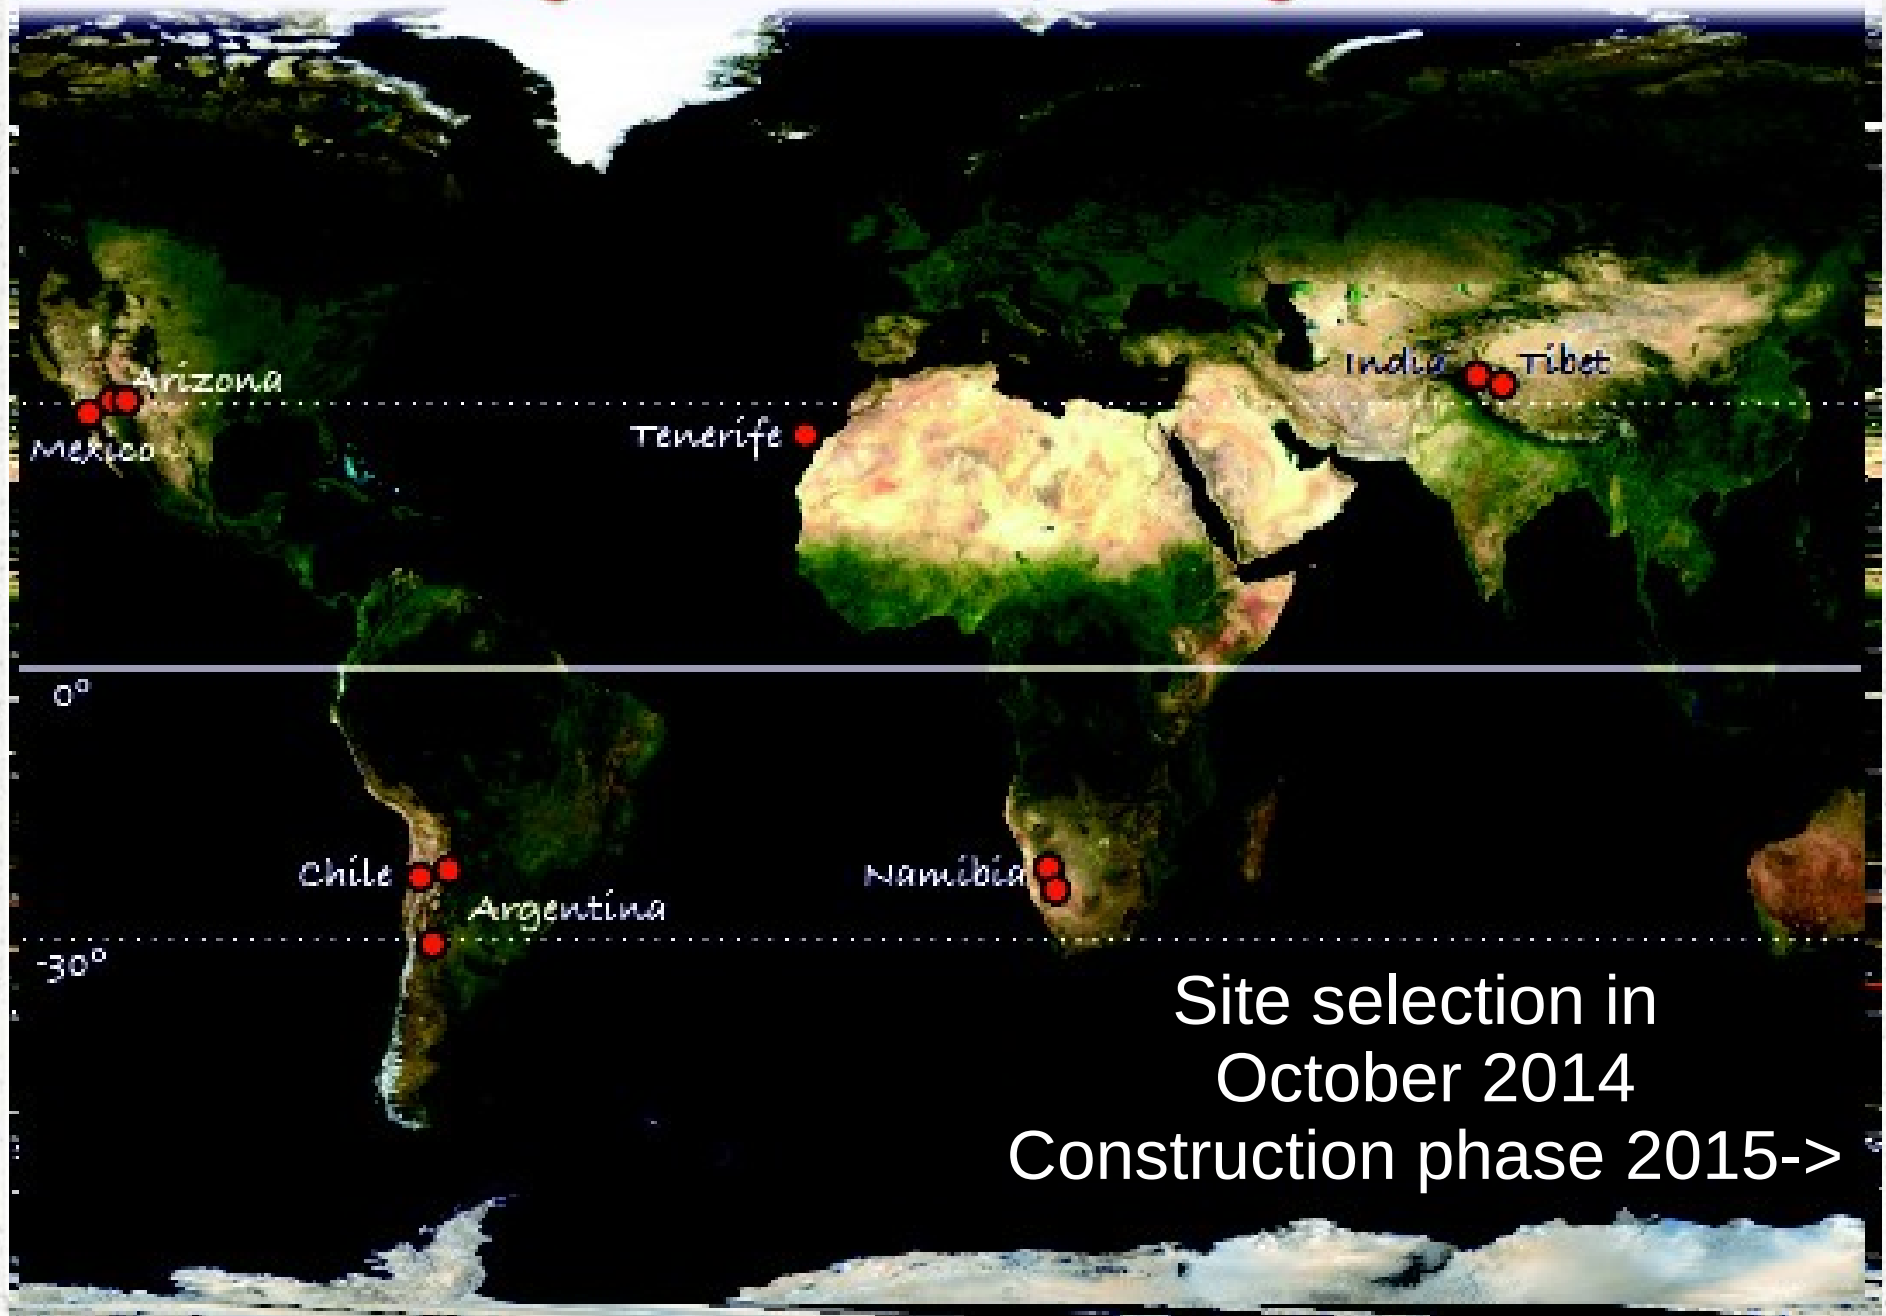 Arizona
Mexico
Tenerife
India
Tibet
0°
Chile
Argentina
Namibia
-30°
Site selection in
October 2014
Construction phase 2015->